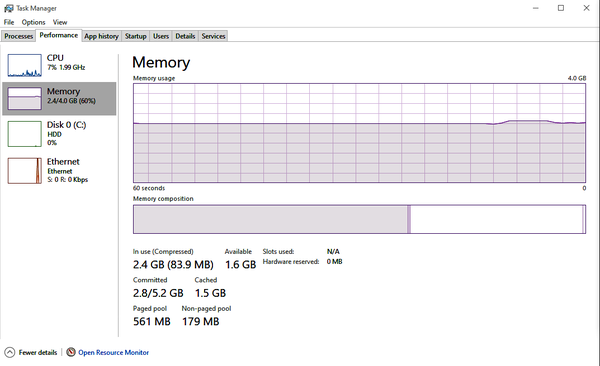 Task Manager
File Options View
Processes Performance App history Startup Users Details Services
CPU
7% 1.99 GHz
Memory
2.4/4.0 GB (60%)
Disk 0 (C:)
HDD
0%
Ethernet
Ethernet
S: 0 R: 0 Kbps
Memory
Memory usage 4.0 GB
60 seconds 0
Memory composition
In use (Compressed) Available Slots used: N/A
2.4 GB (83.9 MB) 1.6 GB Hardware reserved: 0 MB
Committed Cached
2.8/5.2 GB 1.5 GB
Paged pool Non-paged pool
561 MB 179 MB
Fewer details Open Resource Monitor